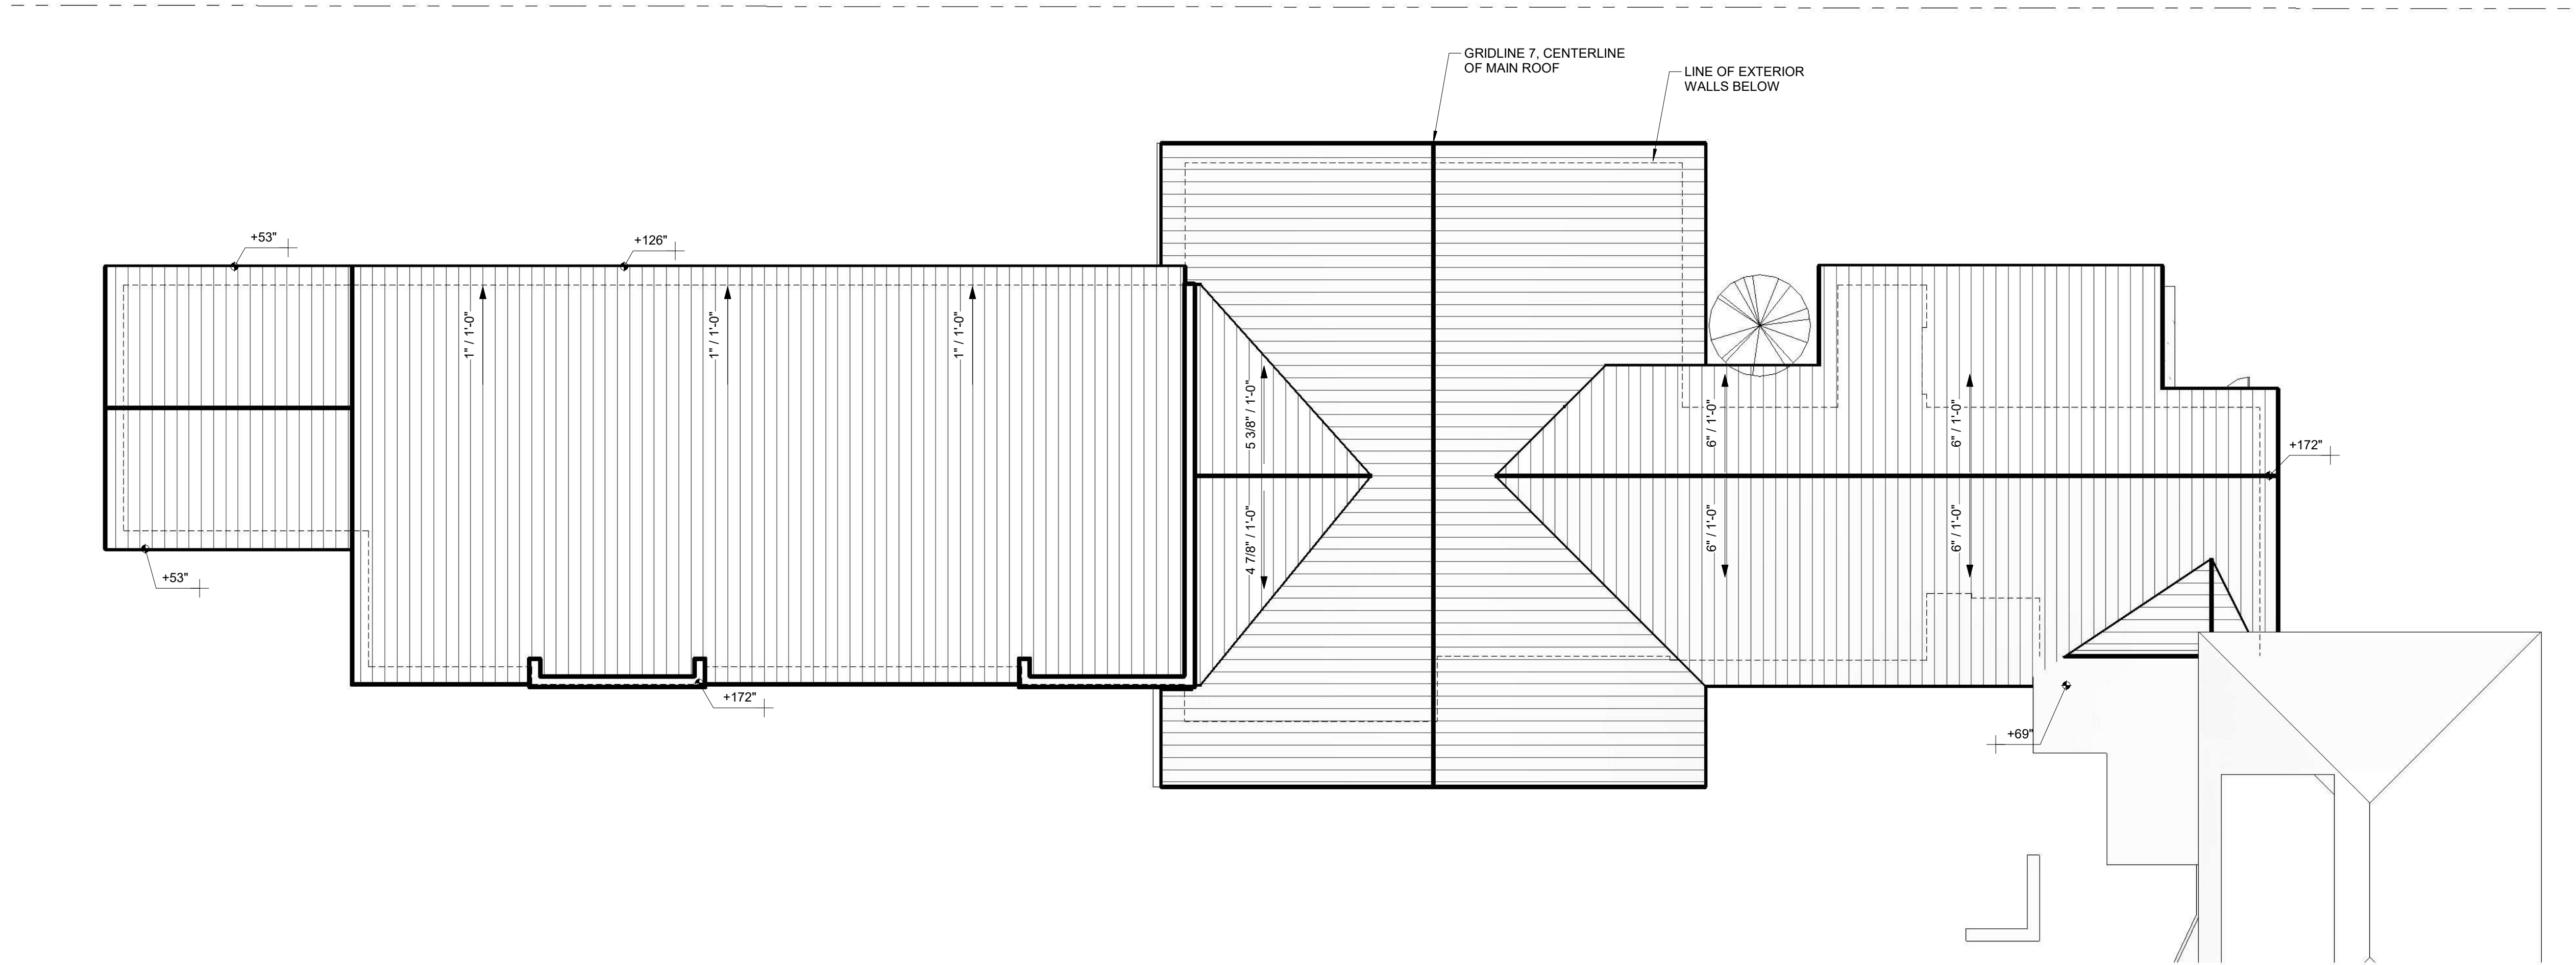 GRIDLINE 7, CENTERLINE
OF MAIN ROOF
LINE OF EXTERIOR
WALLS BELOW
+53"
+126"
1" / 1'-0"
1" / 1'-0"
1" / 1'-0"
5 3/8" / 1'-0"
6" / 1'-0"
6" / 1'-0"
+172"
4 7/8" / 1'-0"
6" / 1'-0"
6" / 1'-0"
+53"
+172"
+69"